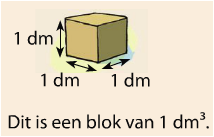 1 dm
1 dm 1 dm
Dit is een blok van 1 dm³.